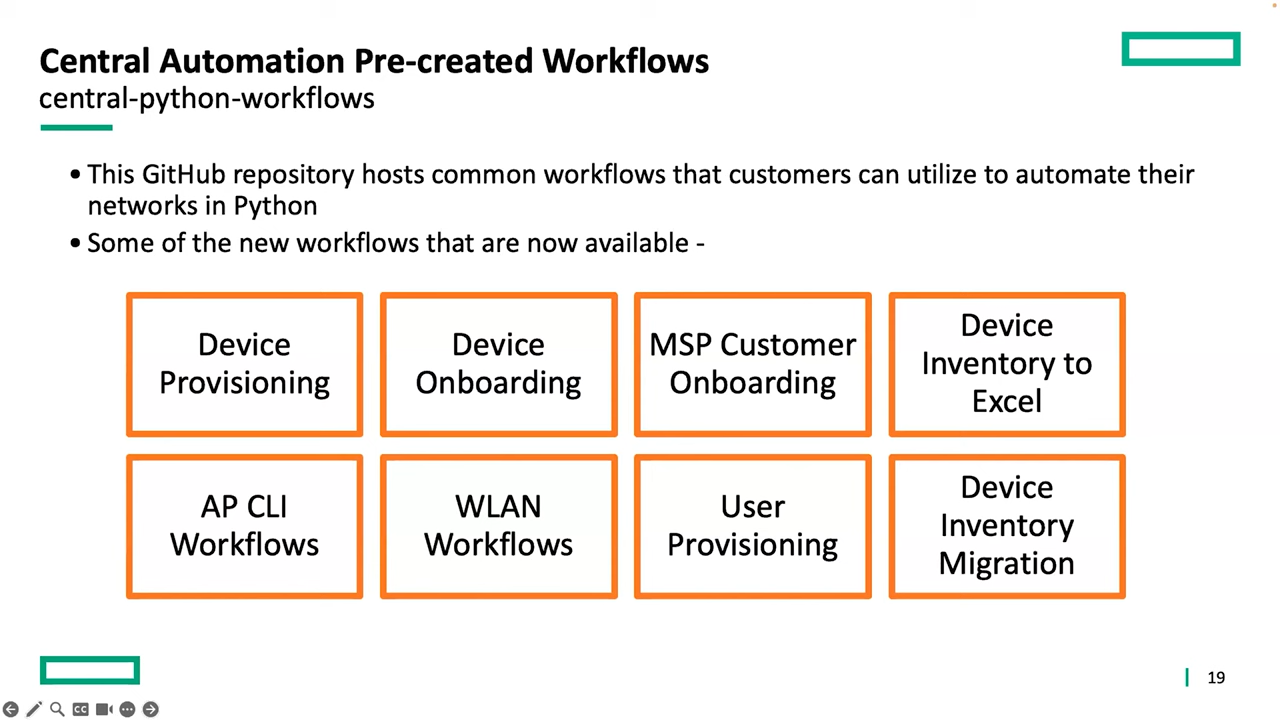 Central Automation Pre-created Workflows
central-python-workflows
• This GitHub repository hosts common workflows that customers can utilize to automate their
networks in Python
• Some of the new workflows that are now available -
Device
Provisioning
Device
Onboarding
MSP Customer
Onboarding
Device
Inventory to
Excel
AP CLI
Workflows
WLAN
Workflows
User
Provisioning
Device
Inventory
Migration
19
CC